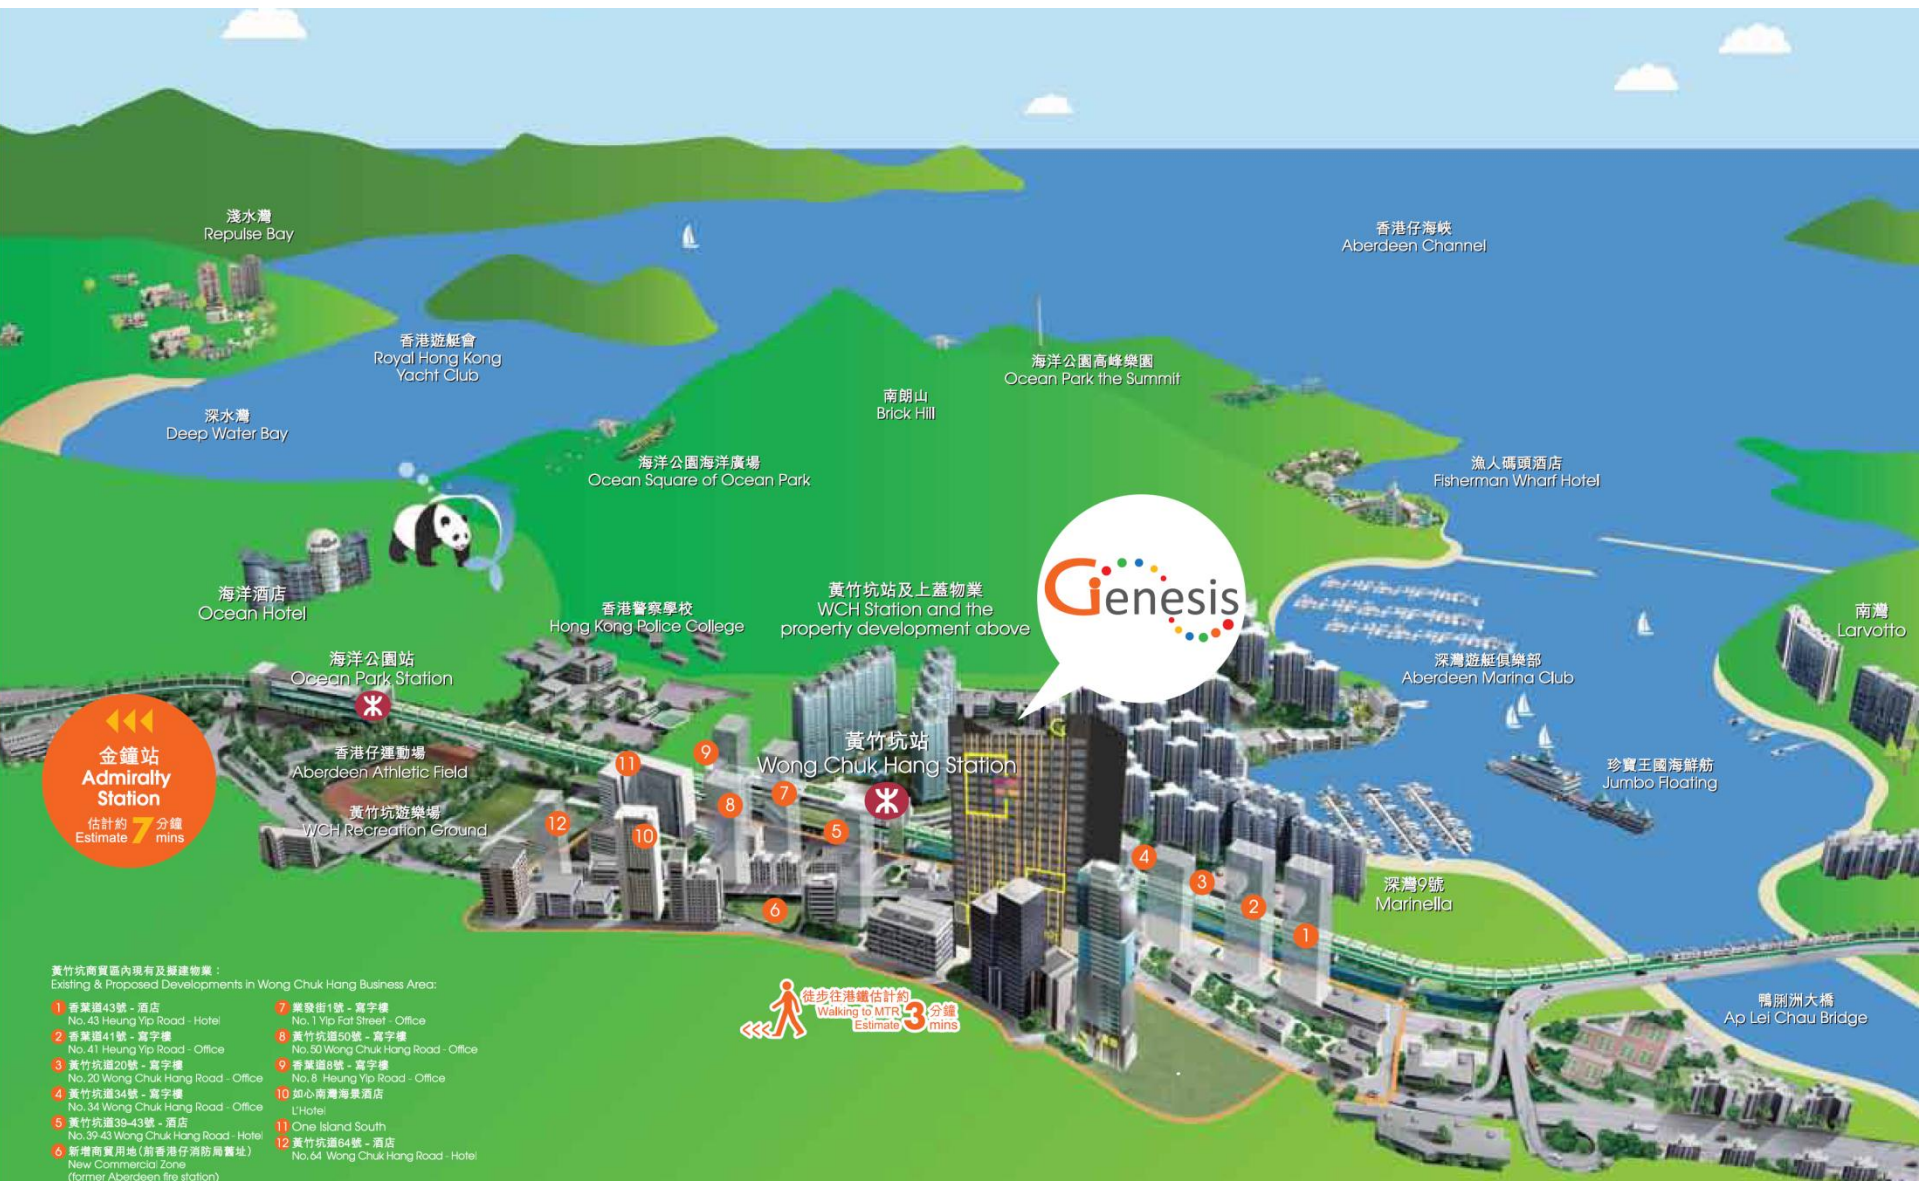 淺水灣
Repulse Bay
香港仔海峽
Aberdeen Channel
香港遊艇會
Royal Hong Kong
Yacht Club
海洋公園高峰樂園
Ocean Park the Summit
南朗山
Brick Hill
深水灣
Deep Water Bay
海洋公園海洋廣場
Ocean Square of Ocean Park
漁人碼頭酒店
Fisherman Wharf Hotel
Genesis
海洋酒店
Ocean Hotel
香港警察學校
Hong Kong Police College
黃竹坑站及上蓋物業
WCH Station and the
property development above
南灣
Larvotto
海洋公園站
Ocean Park Station
深灣遊艇俱樂部
Aberdeen Marina Club
金鐘站
Admiralty
Station
估計約 7 分鐘
Estimate mins
香港仔運動場
Aberdeen Athletic Field
黃竹坑站
Wong Chuk Hang Station
珍寶王國海鮮舫
Jumbo Floating
黃竹坑遊樂場
WCH Recreation Ground
9
11
7
8
12
10
5
4
3
2
1
6
G
深灣9號
Marinella
黃竹坑商貿區內現有及擬建物業：
Existing & Proposed Developments in Wong Chuk Hang Business Area:
1 香葉道43號 - 酒店
No. 43 Heung Yip Road - Hotel
2 香葉道41號 - 寫字樓
No. 41 Heung Yip Road - Office
3 黃竹坑道20號 - 寫字樓
No. 20 Wong Chuk Hang Road - Office
4 黃竹坑道34號 - 寫字樓
No. 34 Wong Chuk Hang Road - Office
5 黃竹坑道39-43號 - 酒店
No. 39-43 Wong Chuk Hang Road - Hotel
6 新增商貿用地(前香港仔消防局舊址)
New Commercial Zone
(former Aberdeen fire station)
7 業發街1號 - 寫字樓
No. 1 Yip Fat Street - Office
8 黃竹坑道50號 - 寫字樓
No. 50 Wong Chuk Hang Road - Office
9 香葉道8號 - 寫字樓
No. 8 Heung Yip Road - Office
10 如心南灣海景酒店
L'Hotel
11 One Island South
12 黃竹坑道64號 - 酒店
No. 64 Wong Chuk Hang Road - Hotel
徒步往港鐵估計約
Walking to MTR 3 分鐘
Estimate mins
鴨脷洲大橋
Ap Lei Chau Bridge